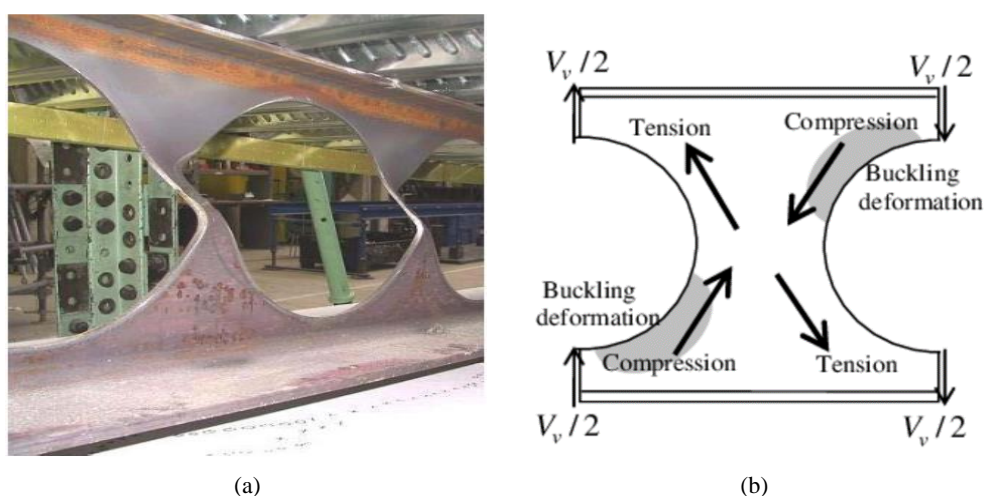 V_v/2
V_v/2
Tension
Compression
Buckling
deformation
Buckling
deformation
Compression
Tension
V_v/2
V_v/2
(a)
(b)